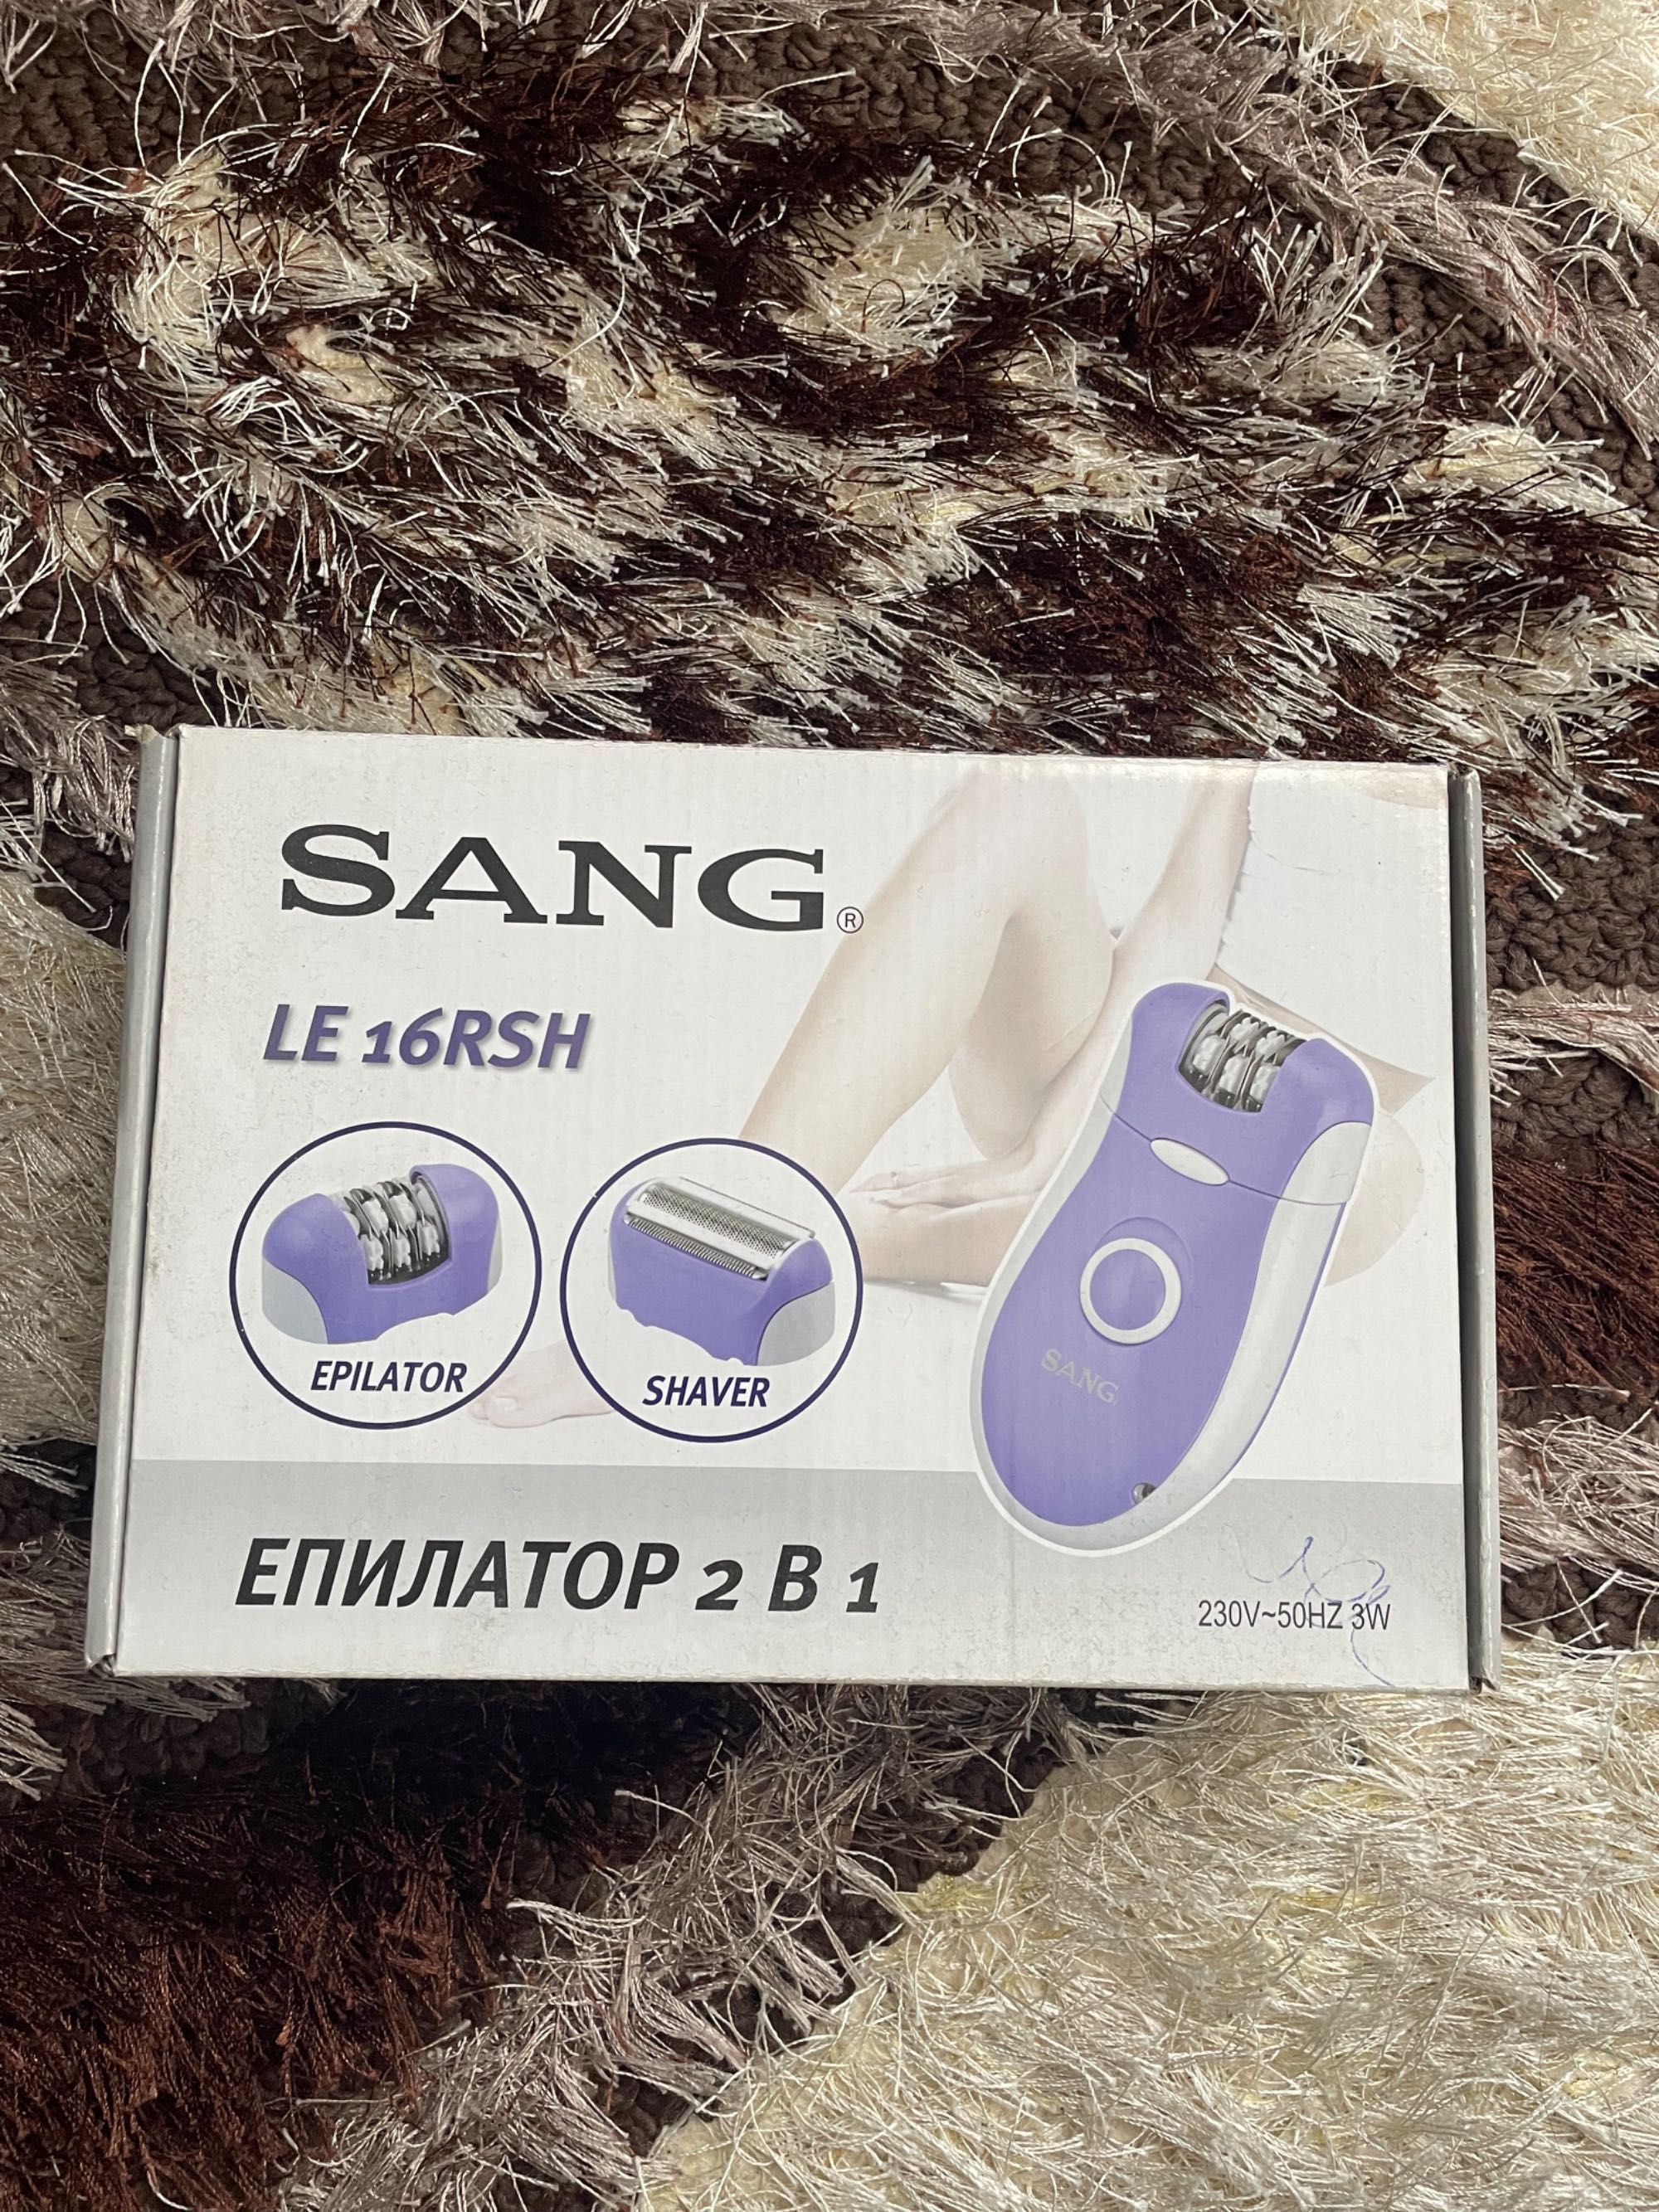 SANG®
LE 16RSH
EPILATOR
SHAVER
SANG
ЕПИЛАТОР 2 В 1
230V~50HZ 3W